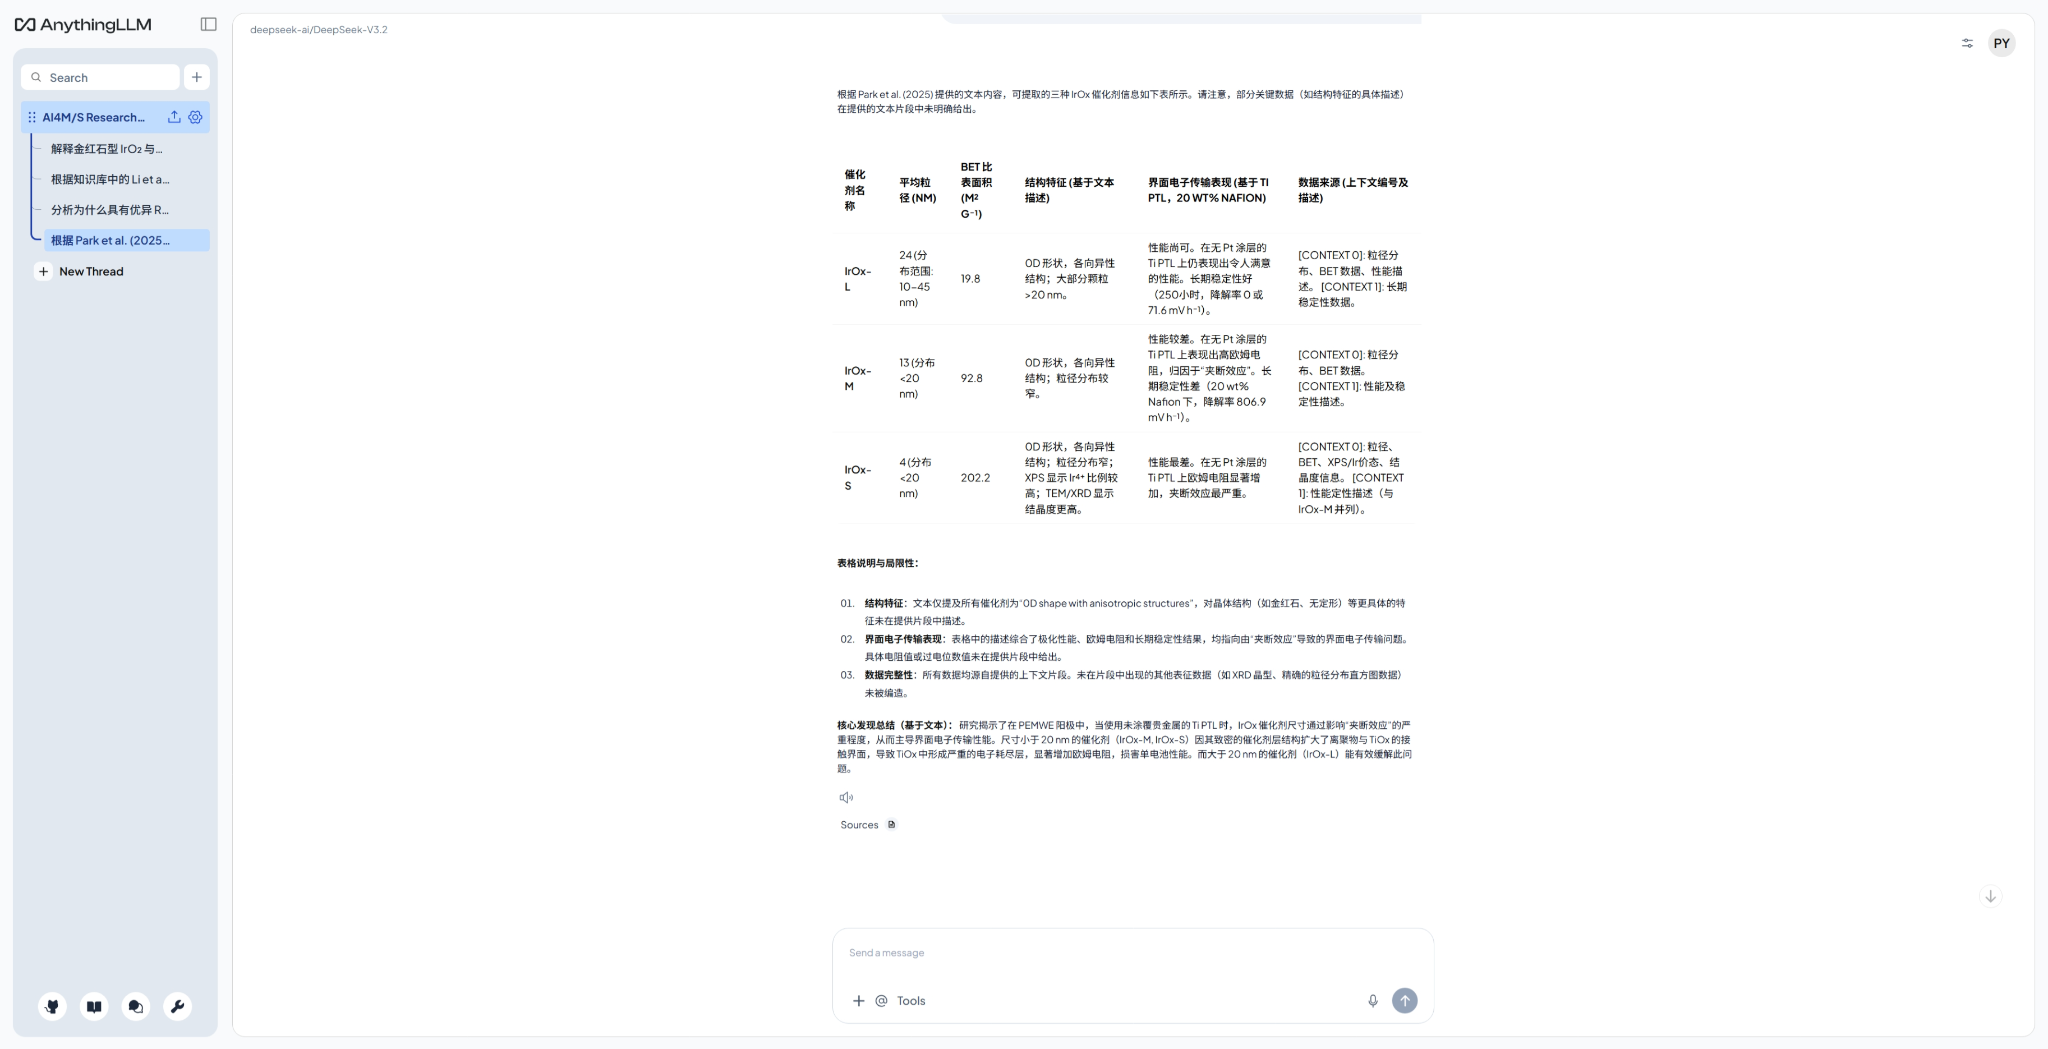 AnythingLLM
Search
AI4M/S Research...
解释金红石型 IrO₂ 与...
根据知识库中的 Li et a...
分析为什么具有优异 R...
根据 Park et al. (2025...
New Thread
deepseek-ai/DeepSeek-V3.2
PY
根据 Park et al. (2025) 提供的文本内容，可提取的三种 IrOx 催化剂信息如下表所示。请注意，部分关键数据（如结构特征的具体描述）
在提供的文本片段中未明确给出。
催化
剂名
称
平均粒
径 (NM)
BET 比
表面积
(M²
G⁻¹)
结构特征 (基于文本
描述)
界面电子传输表现 (基于 TI
PTL，20 WT% NAFION)
数据来源 (上下文编号及
描述)
IrOx-
L
24 (分
布范围:
10–45
nm)
19.8
0D 形状，各向异性
结构；大部分颗粒
>20 nm。
性能尚可。在无 Pt 涂层的
Ti PTL 上仍表现出令人满意
的性能。长期稳定性好
（250小时，降解率 0 或
71.6 mV h⁻¹）。
[CONTEXT 0]: 粒径分
布、BET 数据、性能描
述。 [CONTEXT 1]: 长期
稳定性数据。
IrOx-
M
13 (分布
<20
nm)
92.8
0D 形状，各向异性
结构；粒径分布较
窄。
性能较差。在无 Pt 涂层的
Ti PTL 上表现出高欧姆电
阻，归因于“夹断效应”。长
期稳定性差（20 wt%
Nafion 下，降解率 806.9
mV h⁻¹）。
[CONTEXT 0]: 粒径分
布、BET 数据。
[CONTEXT 1]: 性能及稳
定性描述。
IrOx-
S
4 (分布
<20
nm)
202.2
0D 形状，各向异性
结构；粒径分布窄；
XPS 显示 Ir⁴⁺ 比例较
高；TEM/XRD 显示
结晶度更高。
性能最差。在无 Pt 涂层的
Ti PTL 上欧姆电阻显著增
加，夹断效应最严重。
[CONTEXT 0]: 粒径、
BET、XPS/Ir价态、结
晶度信息。 [CONTEXT
1]: 性能定性描述（与
IrOx-M 并列）。
表格说明与局限性：
01. 结构特征：文本仅提及所有催化剂为“0D shape with anisotropic structures”，对晶体结构（如金红石、无定形）等更具体的特
征未在提供片段中描述。
02. 界面电子传输表现：表格中的描述综合了极化性能、欧姆电阻和长期稳定性结果，均指向由“夹断效应”导致的界面电子传输问题。
具体电阻值或过电位数值未在提供片段中给出。
03. 数据完整性：所有数据均源自提供的上下文片段。未在片段中出现的其他表征数据（如 XRD 晶型、精确的粒径分布直方图数据）
未被编造。
核心发现总结（基于文本）： 研究揭示了在 PEMWE 阳极中，当使用未涂覆贵金属的 Ti PTL 时，IrOx 催化剂尺寸通过影响“夹断效应”的严
重程度，从而主导界面电子传输性能。尺寸小于 20 nm 的催化剂（IrOx-M, IrOx-S）因其致密的催化剂层结构扩大了离聚物与 TiOx 的接
触界面，导致 TiOx 中形成严重的电子耗尽层，显著增加欧姆电阻，损害单电池性能。而大于 20 nm 的催化剂（IrOx-L）能有效缓解此问
题。
Sources
Send a message
Tools